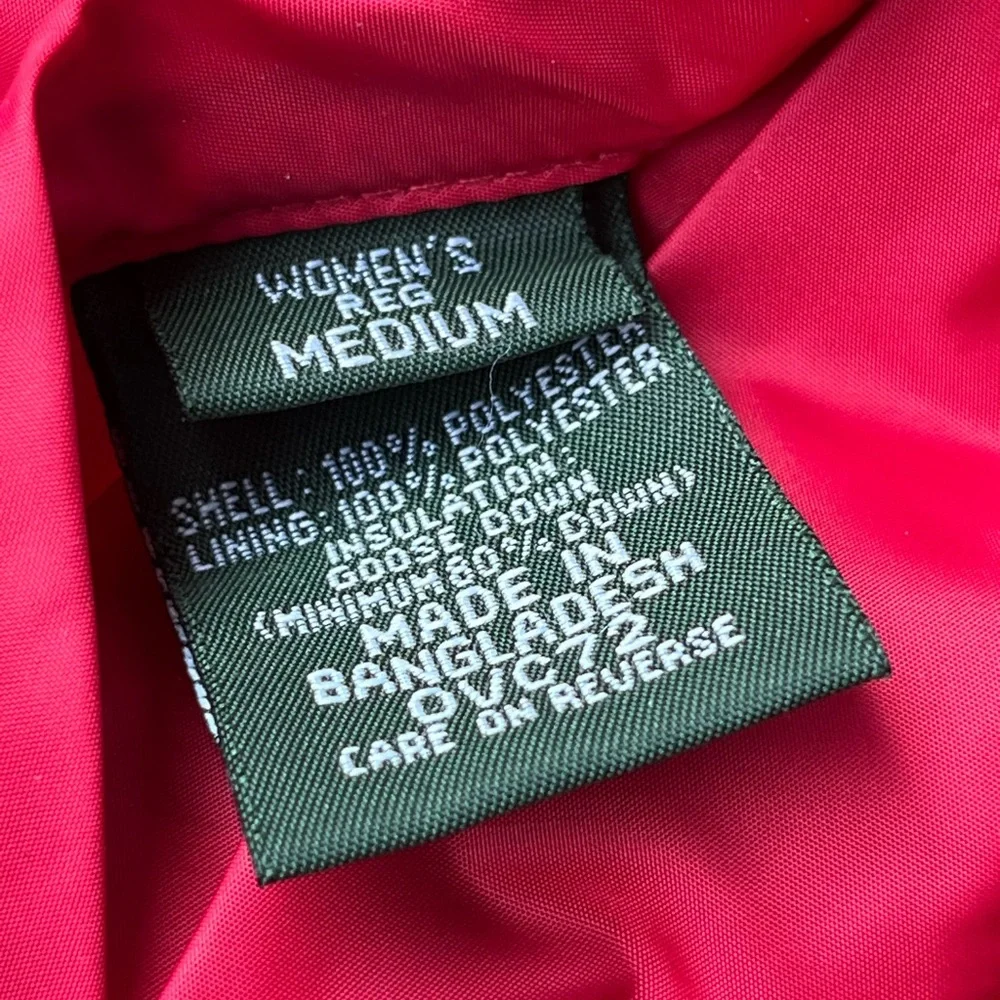 WOMEN'S
REG
MEDIUM
SHELL: 100% POLYESTER
LINING: 100% POLYESTER
INSULATION:
GOOSE DOWN
(MINIMUM 80% DOWN)
MADE IN
BANGLADESH
OVC72
CARE ON REVERSE